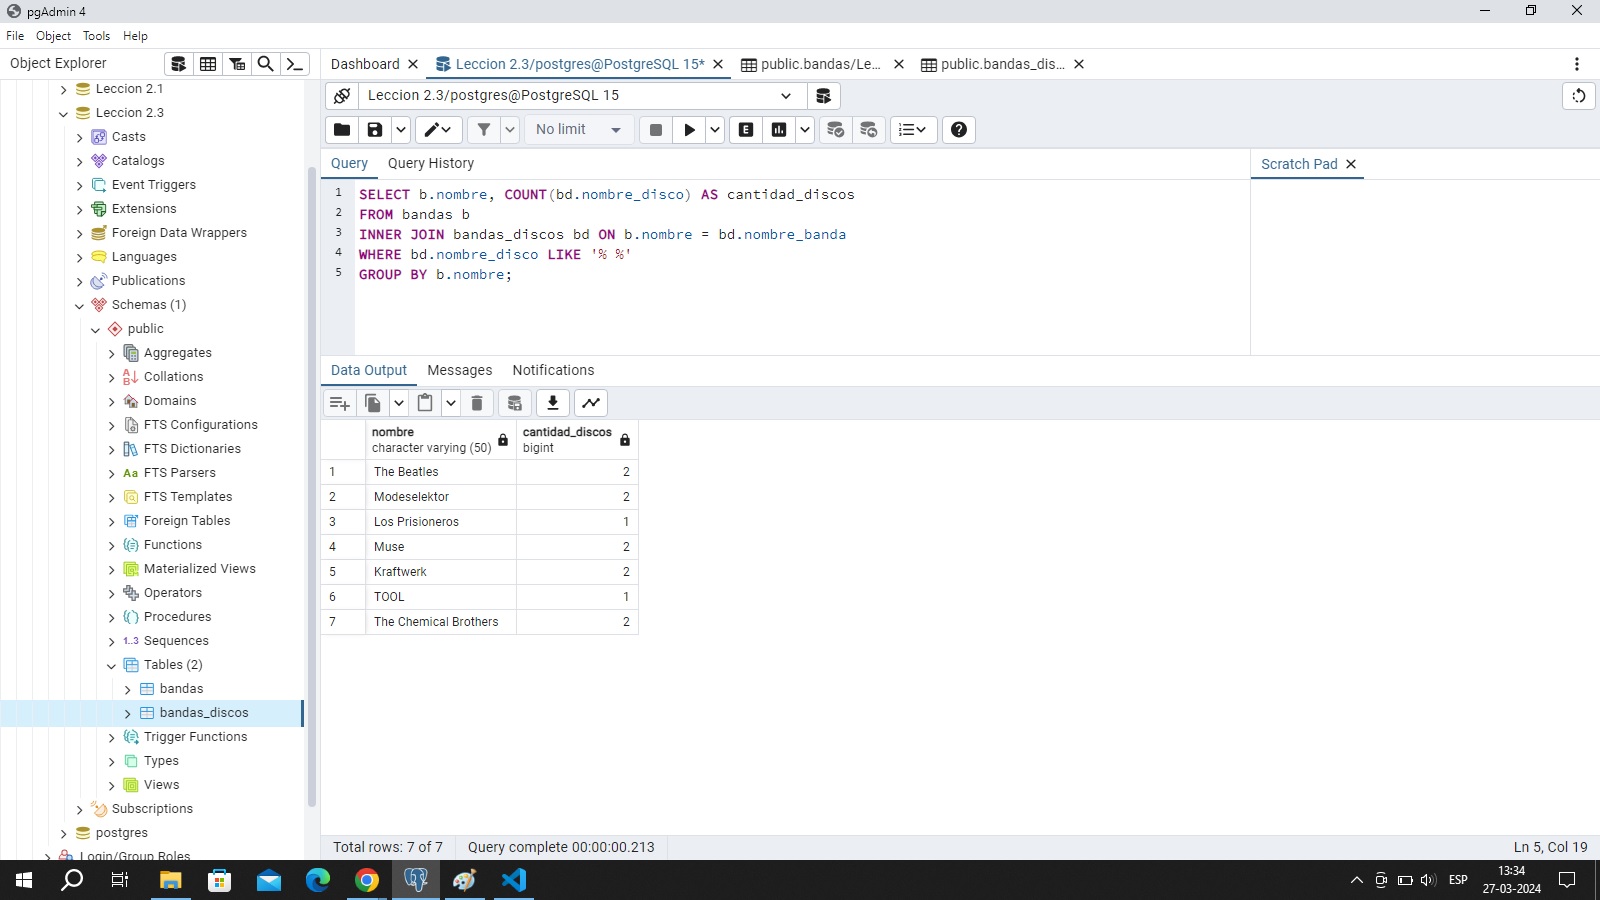 pgAdmin 4
File Object Tools Help
Object Explorer
Dashboard
Leccion 2.3/postgres@PostgreSQL 15*
public.bandas/Le...
public.bandas_dis...
Leccion 2.1
Leccion 2.3
Casts
Catalogs
Event Triggers
Extensions
Foreign Data Wrappers
Languages
Publications
Schemas (1)
public
Aggregates
Collations
Domains
FTS Configurations
FTS Dictionaries
Aa FTS Parsers
FTS Templates
Foreign Tables
Functions
Materialized Views
Operators
Procedures
1..3 Sequences
Tables (2)
bandas
bandas_discos
Trigger Functions
Types
Views
Subscriptions
postgres
Login/Group Roles
Leccion 2.3/postgres@PostgreSQL 15
No limit
E
Query Query History
Scratch Pad
1 SELECT b.nombre, COUNT(bd.nombre_disco) AS cantidad_discos
2 FROM bandas b
3 INNER JOIN bandas_discos bd ON b.nombre = bd.nombre_banda
4 WHERE bd.nombre_disco LIKE '% %'
5 GROUP BY b.nombre;
Data Output Messages Notifications
nombre cantidad_discos
character varying (50) bigint
1 The Beatles 2
2 Modeselektor 2
3 Los Prisioneros 1
4 Muse 2
5 Kraftwerk 2
6 TOOL 1
7 The Chemical Brothers 2
Total rows: 7 of 7 Query complete 00:00:00.213 Ln 5, Col 19
ESP
13:34
27-03-2024